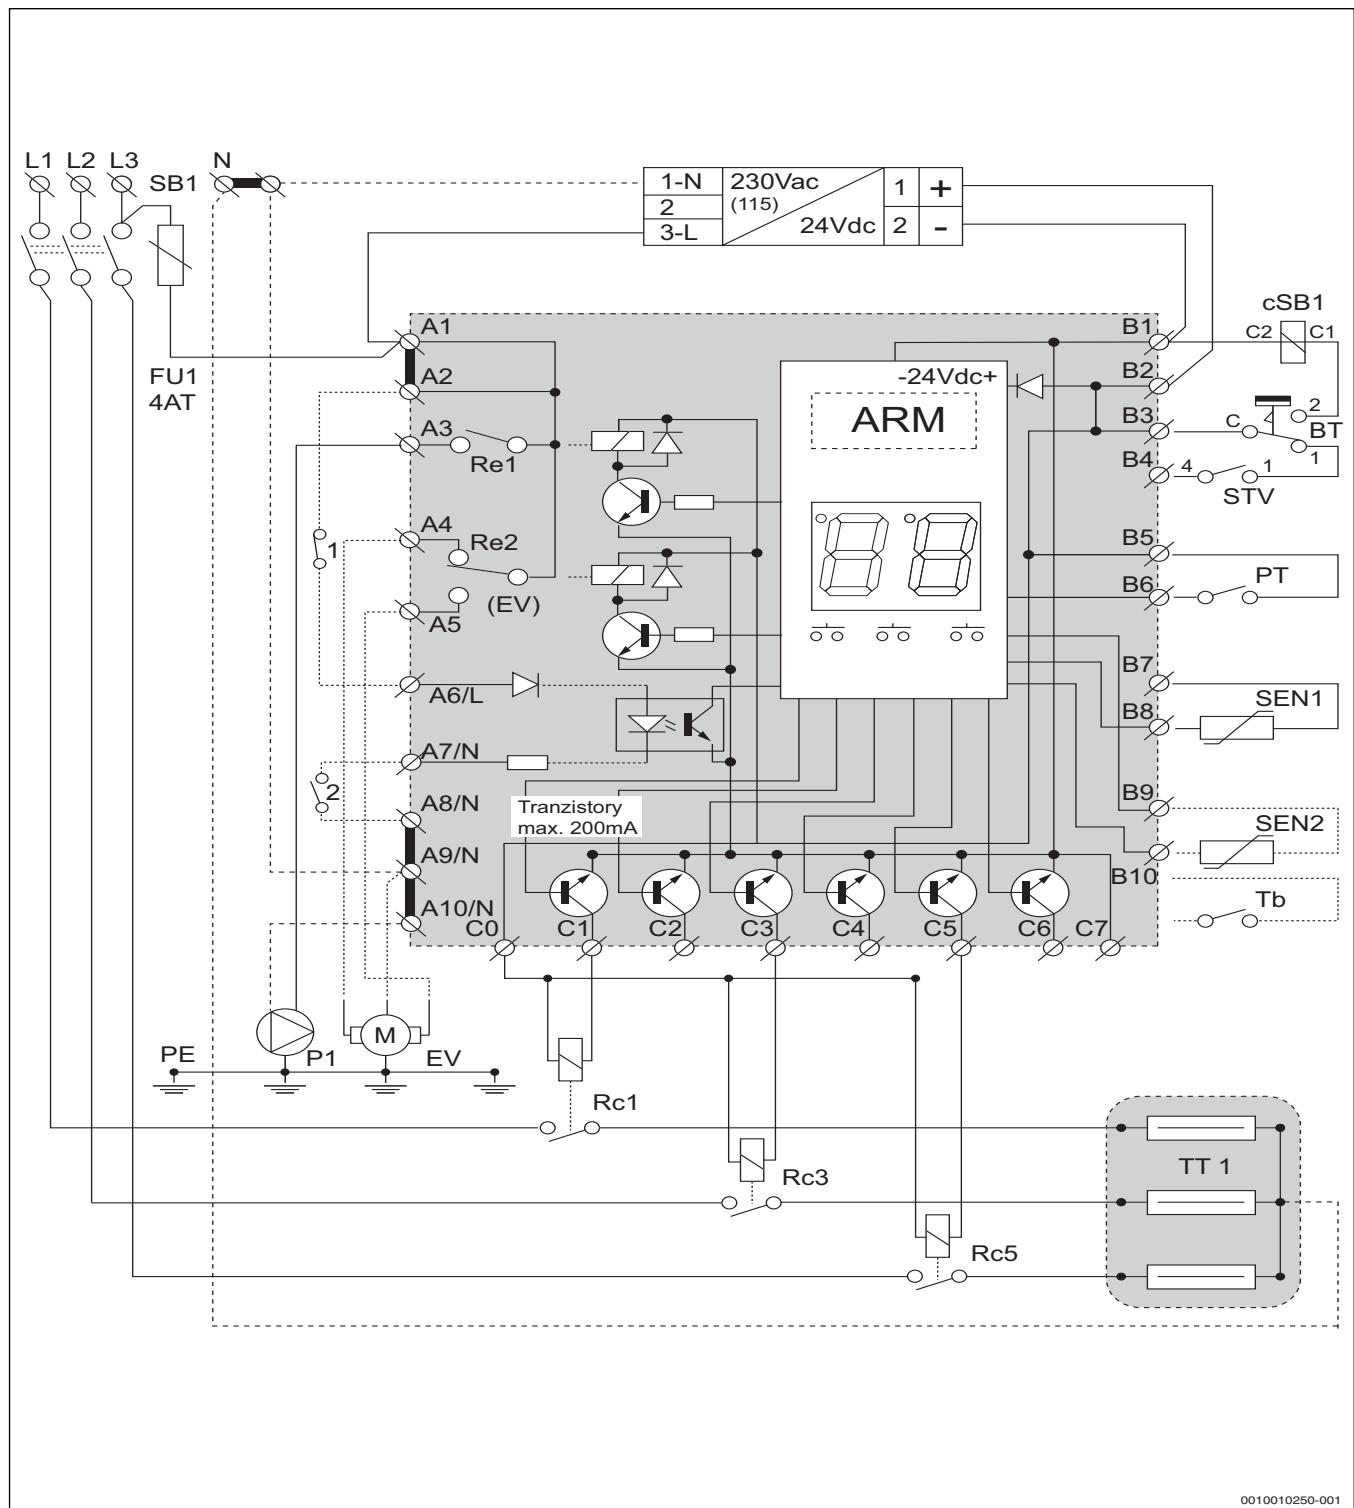 L1 L2 L3 SB1 N
1-N 230Vac 1 +
2 (115)
3-L 24Vdc 2 -
cSB1
C2 C1
FU1
4AT
A1
A2
A3
Re1
A4
Re2
(EV)
A5
1
A6/L
A7/N
2
A8/N
A9/N
A10/N
-24Vdc+
ARM
88
B1
B2
B3
B4
B5
B6
B7
B8
B9
B10
2
C BT
1
4 1
STV
PT
SEN1
SEN2
Tb
Tranzistory
max. 200mA
C0 C1 C2 C3 C4 C5 C6 C7
PE P1 M EV
Rc1
Rc3
Rc5
TT 1
0010010250-001